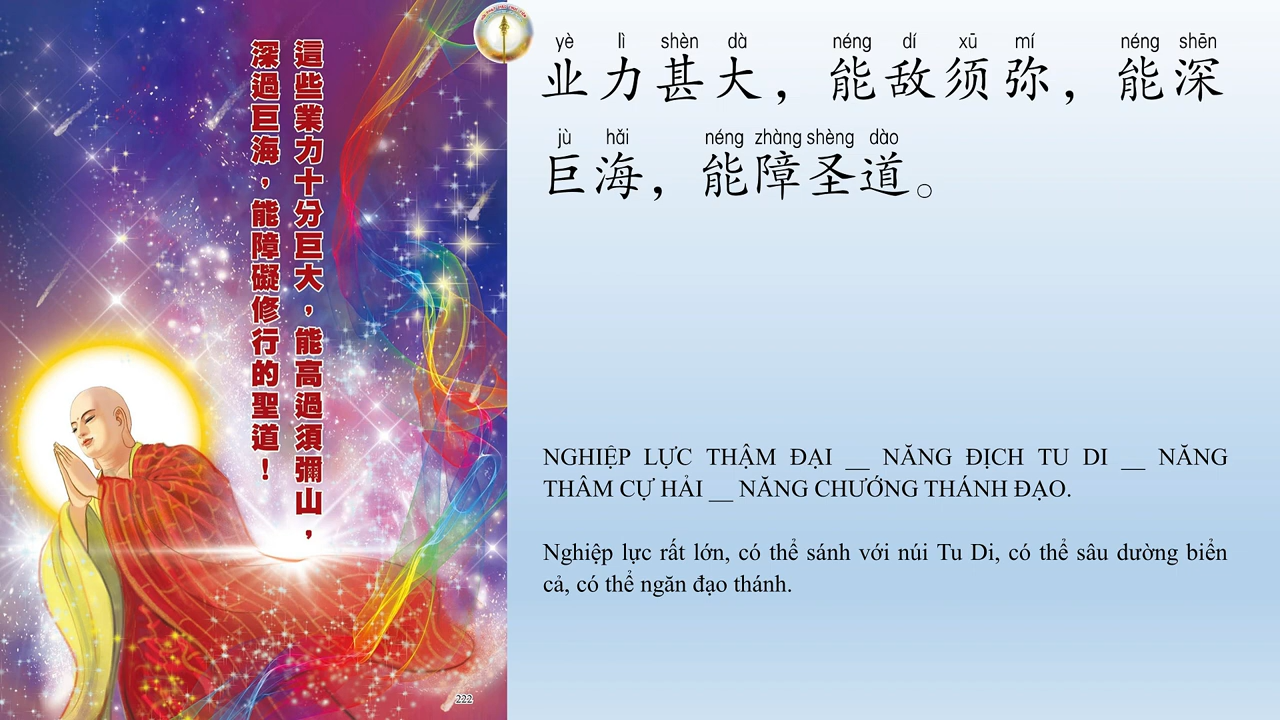 這些業力十分巨大，能高過須彌山，
深過巨海，能障礙修行的聖道！
yè lì shèn dà néng dí xū mí néng shēn
业力甚大，能敌须弥，能深
jù hǎi néng zhàng shèng dào
巨海，能障圣道。
NGHIỆP LỰC THẬM ĐẠI __ NĂNG ĐỊCH TU DI __ NĂNG
THÂM CỰ HẢI __ NĂNG CHƯỚNG THÁNH ĐẠO.
Nghiệp lực rất lớn, có thể sánh với núi Tu Di, có thể sâu dường biển
cả, có thể ngăn đạo thánh.
222